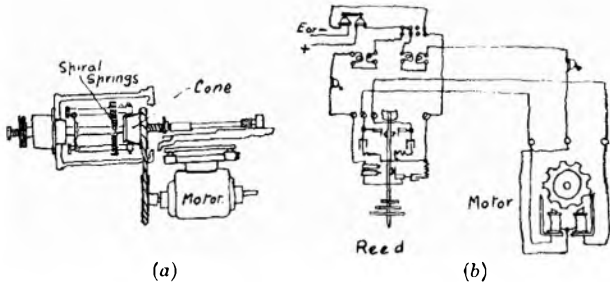 Spiral
Springs
Cone
Motor.
(a)
+
Motor
Reed
(b)